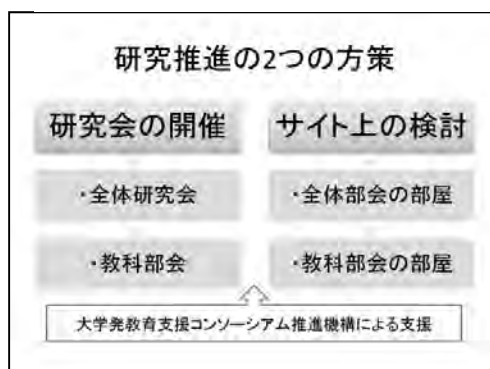 研究推進の2つの方策
研究会の開催
サイト上の検討
・全体研究会
・全体部会の部屋
・教科部会
・教科部会の部屋
大学発教育支援コンソーシアム推進機構による支援